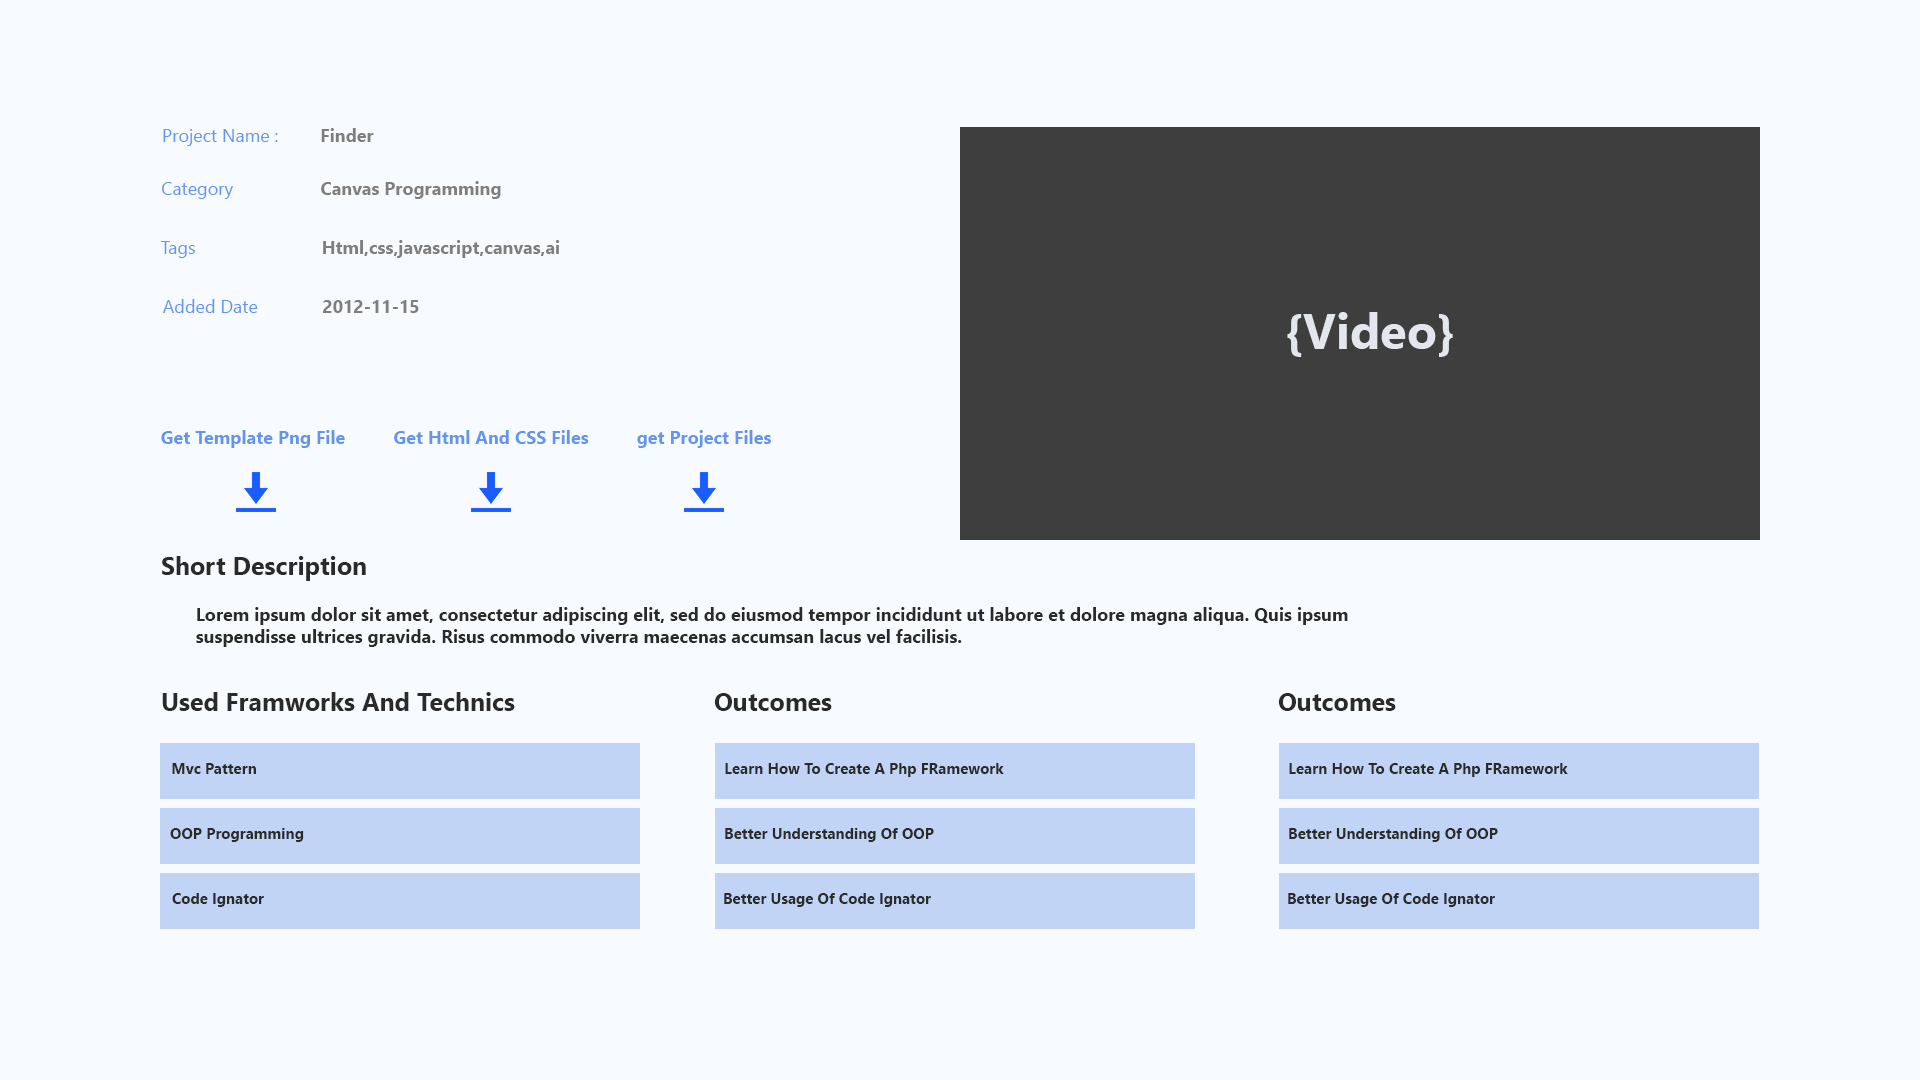 Project Name : Finder
Category Canvas Programming
Tags Html,css,javascript,canvas,ai
Added Date 2012-11-15
{Video}
Get Template Png File Get Html And CSS Files get Project Files
Short Description
Lorem ipsum dolor sit amet, consectetur adipiscing elit, sed do eiusmod tempor incididunt ut labore et dolore magna aliqua. Quis ipsum
suspendisse ultrices gravida. Risus commodo viverra maecenas accumsan lacus vel facilisis.
Used Framworks And Technics
Mvc Pattern
OOP Programming
Code Ignator
Outcomes
Learn How To Create A Php FRamework
Better Understanding Of OOP
Better Usage Of Code Ignator
Outcomes
Learn How To Create A Php FRamework
Better Understanding Of OOP
Better Usage Of Code Ignator